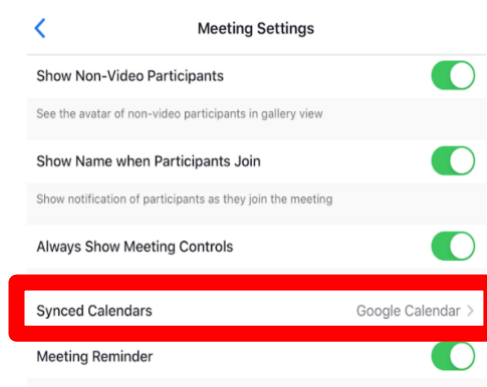 Meeting Settings
Show Non-Video Participants
See the avatar of non-video participants in gallery view
Show Name when Participants Join
Show notification of participants as they join the meeting
Always Show Meeting Controls
Synced Calendars Google Calendar >
Meeting Reminder